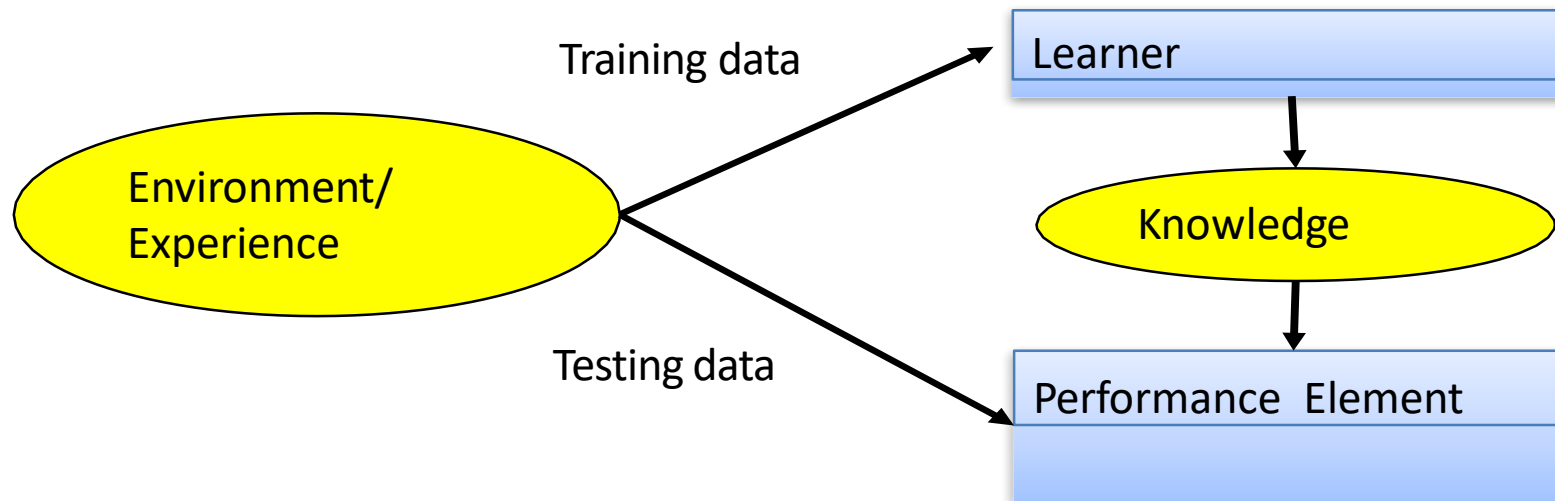 Training data
Learner
Environment/
Experience
Knowledge
Testing data
Performance Element